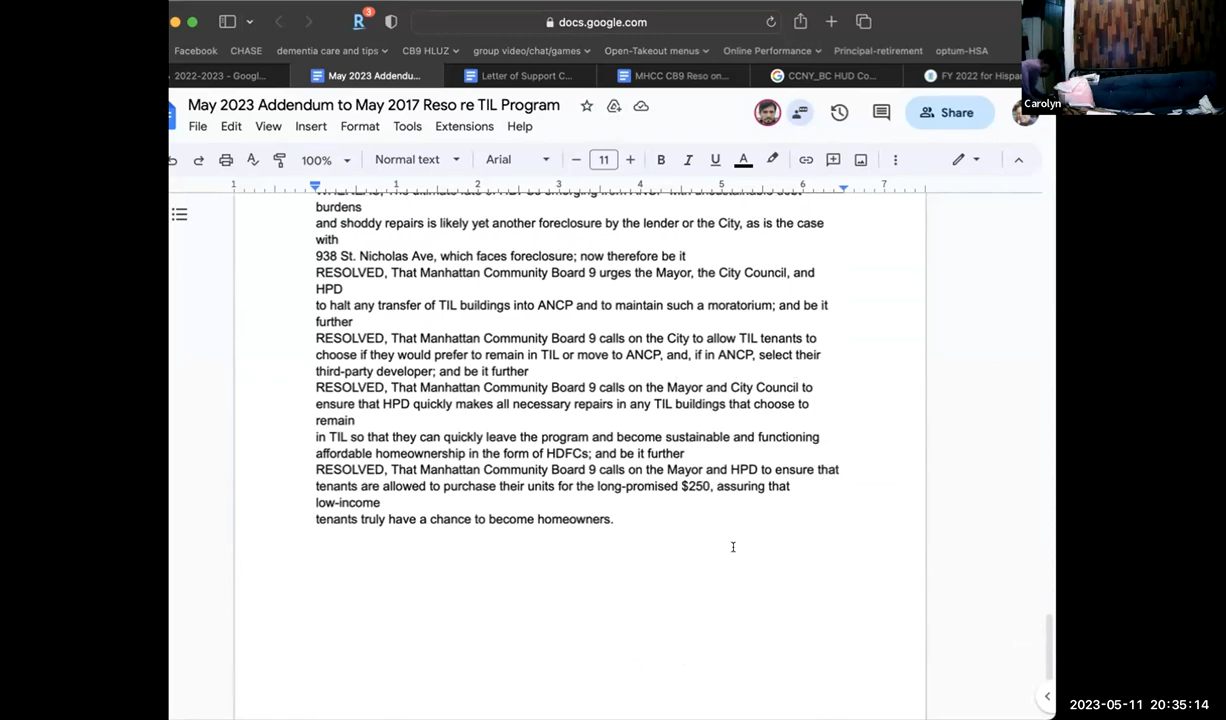 3
docs.google.com
Facebook CHASE dementia care and tips CB9 HLUZ group video/chat/games Open-Takeout menus Online Performance Principal-retirement optum-HSA
2022-2023 - Googl... May 2023 Addendu... Letter of Support C... MHCC CB9 Reso on... CCNY_BC HUD Co... FY 2022 for Hispa
Carolyn
May 2023 Addendum to May 2017 Reso re TIL Program
File Edit View Insert Format Tools Extensions Help
Share
100% Normal text Arial 11 B I U A
1 1 2 3 4 5 6 7
burdens
and shoddy repairs is likely yet another foreclosure by the lender or the City, as is the case
with
938 St. Nicholas Ave, which faces foreclosure; now therefore be it
RESOLVED, That Manhattan Community Board 9 urges the Mayor, the City Council, and
HPD
to halt any transfer of TIL buildings into ANCP and to maintain such a moratorium; and be it
further
RESOLVED, That Manhattan Community Board 9 calls on the City to allow TIL tenants to
choose if they would prefer to remain in TIL or move to ANCP, and, if in ANCP, select their
third-party developer; and be it further
RESOLVED, That Manhattan Community Board 9 calls on the Mayor and City Council to
ensure that HPD quickly makes all necessary repairs in any TIL buildings that choose to
remain
in TIL so that they can quickly leave the program and become sustainable and functioning
affordable homeownership in the form of HDFCs; and be it further
RESOLVED, That Manhattan Community Board 9 calls on the Mayor and HPD to ensure that
tenants are allowed to purchase their units for the long-promised $250, assuring that
low-income
tenants truly have a chance to become homeowners.
2023-05-11 20:35:14